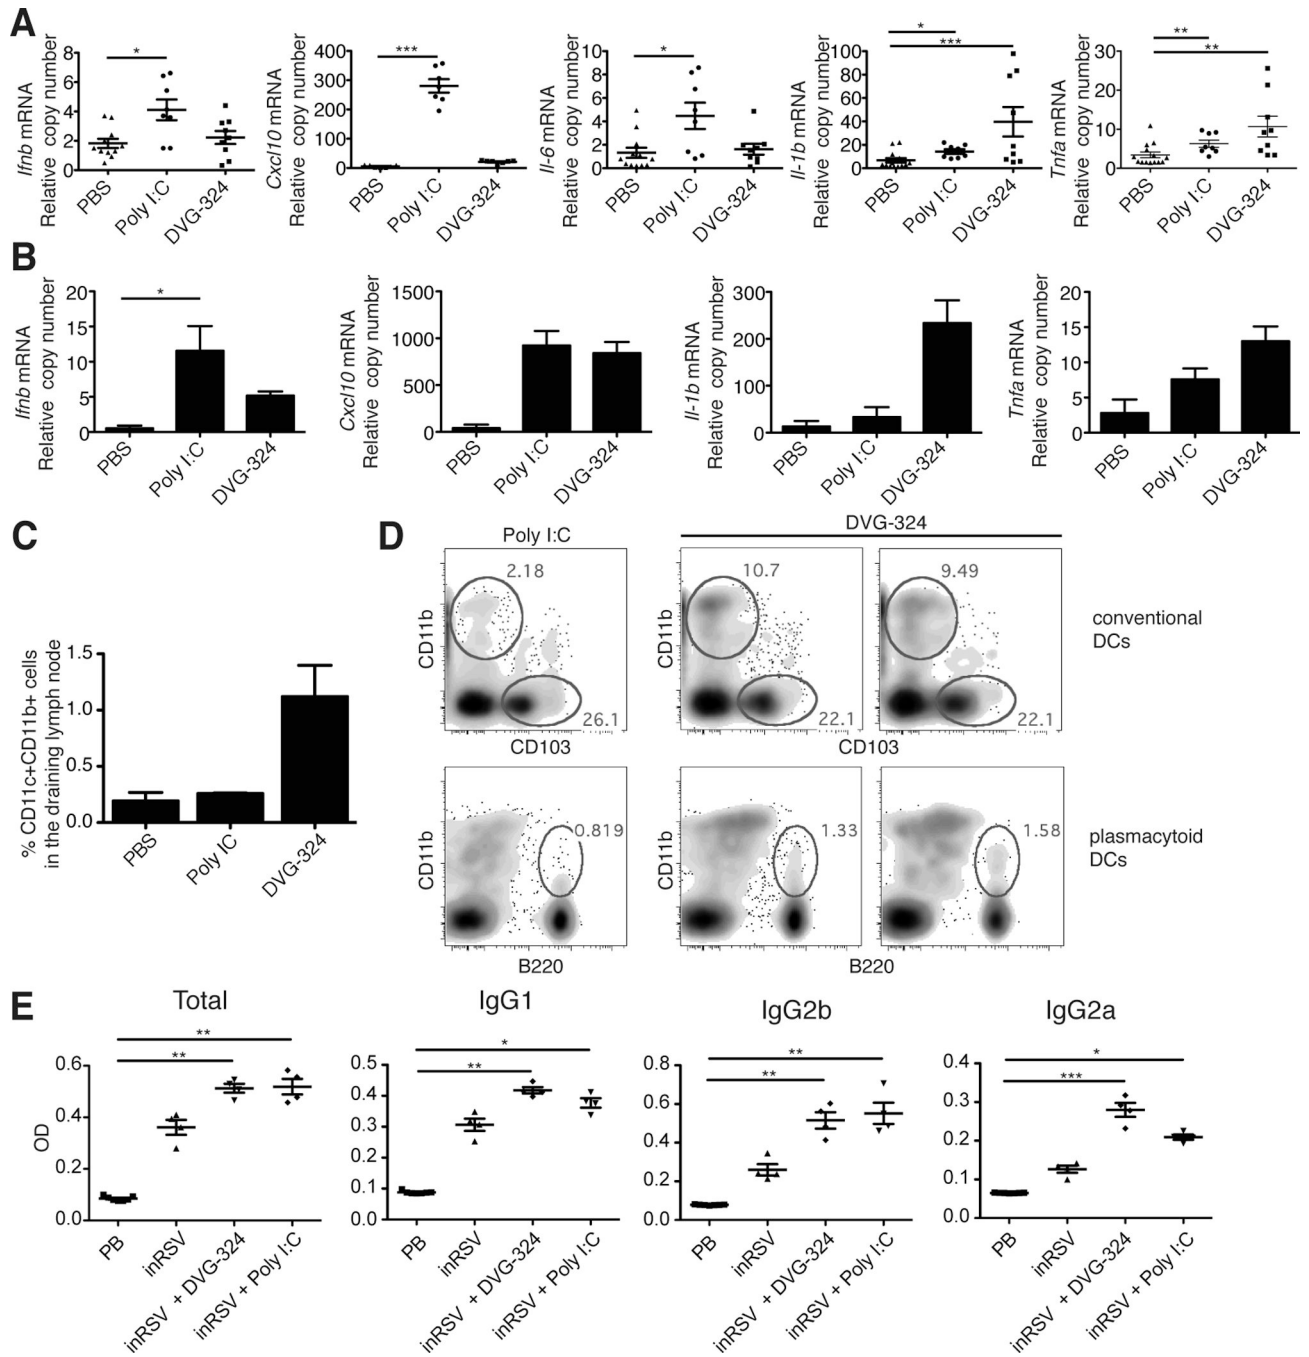 A
Ifnb mRNA
Relative copy number
8
6
4
2
0
*
PBS
Poly I:C
DVG-324
Cxcl10 mRNA
Relative copy number
400
300
200
100
0
***
PBS
Poly I:C
DVG-324
Il-6 mRNA
Relative copy number
10
8
6
4
2
0
*
PBS
Poly I:C
DVG-324
Il-1b mRNA
Relative copy number
100
80
60
40
20
0
*
***
PBS
Poly I:C
DVG-324
Tnfa mRNA
Relative copy number
30
20
10
0
**
**
PBS
Poly I:C
DVG-324
B
Ifnb mRNA
Relative copy number
20
15
10
5
0
*
PBS
Poly I:C
DVG-324
Cxcl10 mRNA
Relative copy number
1500
1000
500
0
PBS
Poly I:C
DVG-324
Il-1b mRNA
Relative copy number
300
200
100
0
PBS
Poly I:C
DVG-324
Tnfa mRNA
Relative copy number
20
15
10
5
0
PBS
Poly I:C
DVG-324
C
% CD11c+CD11b+ cells
in the draining lymph node
1.5
1.0
0.5
0.0
PBS
Poly IC
DVG-324
D
Poly I:C
DVG-324
CD11b
2.18
26.1
CD103
CD11b
10.7
22.1
9.49
22.1
CD103
conventional
DCs
CD11b
0.819
B220
CD11b
1.33
1.58
B220
plasmacytoid
DCs
E
Total
OD
0.6
0.4
0.2
0.0
**
**
PB
inRSV
inRSV + DVG-324
inRSV + Poly I:C
IgG1
0.5
0.4
0.3
0.2
0.1
0.0
*
**
PB
inRSV
inRSV + DVG-324
inRSV + Poly I:C
IgG2b
0.8
0.6
0.4
0.2
0.0
**
**
PB
inRSV
inRSV + DVG-324
inRSV + Poly I:C
IgG2a
0.4
0.3
0.2
0.1
0.0
*
***
PB
inRSV
inRSV + DVG-324
inRSV + Poly I:C